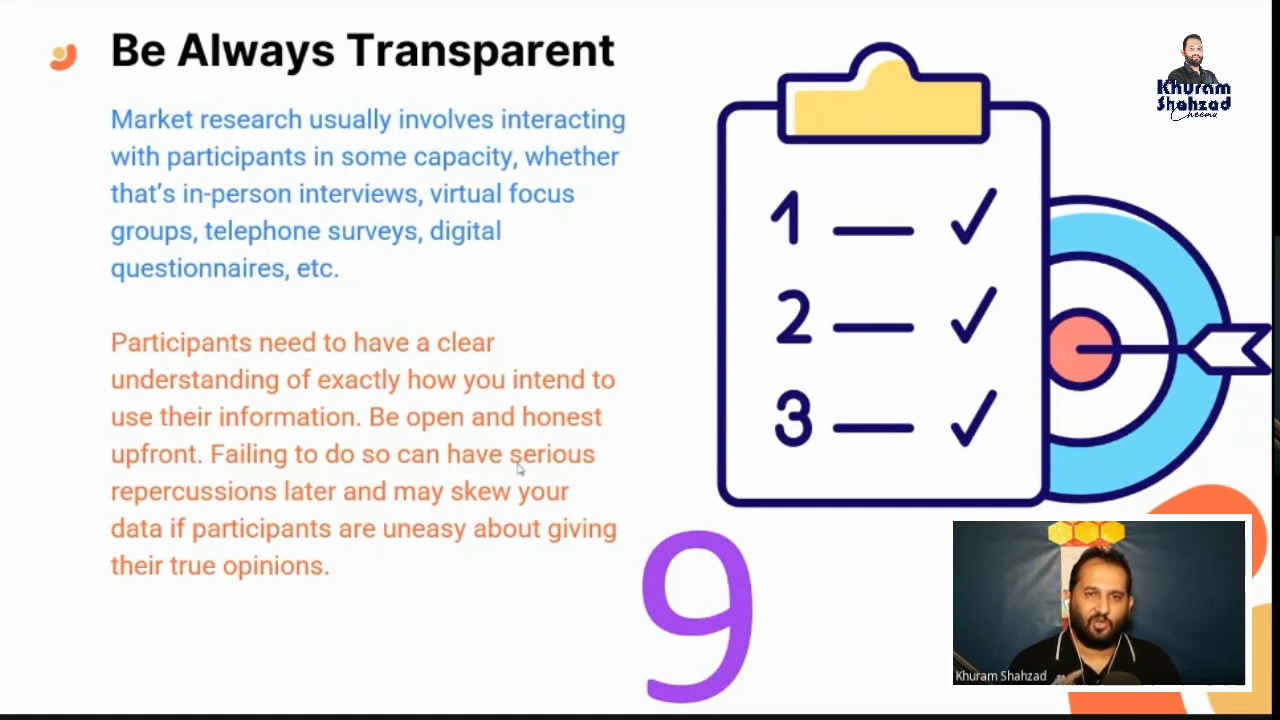 Be Always Transparent
Market research usually involves interacting
with participants in some capacity, whether
that's in-person interviews, virtual focus
groups, telephone surveys, digital
questionnaires, etc.
Participants need to have a clear
understanding of exactly how you intend to
use their information. Be open and honest
upfront. Failing to do so can have serious
repercussions later and may skew your
data if participants are uneasy about giving
their true opinions.
1
2
3
9
Khuram
Shahzad
Cheema
Khuram Shahzad